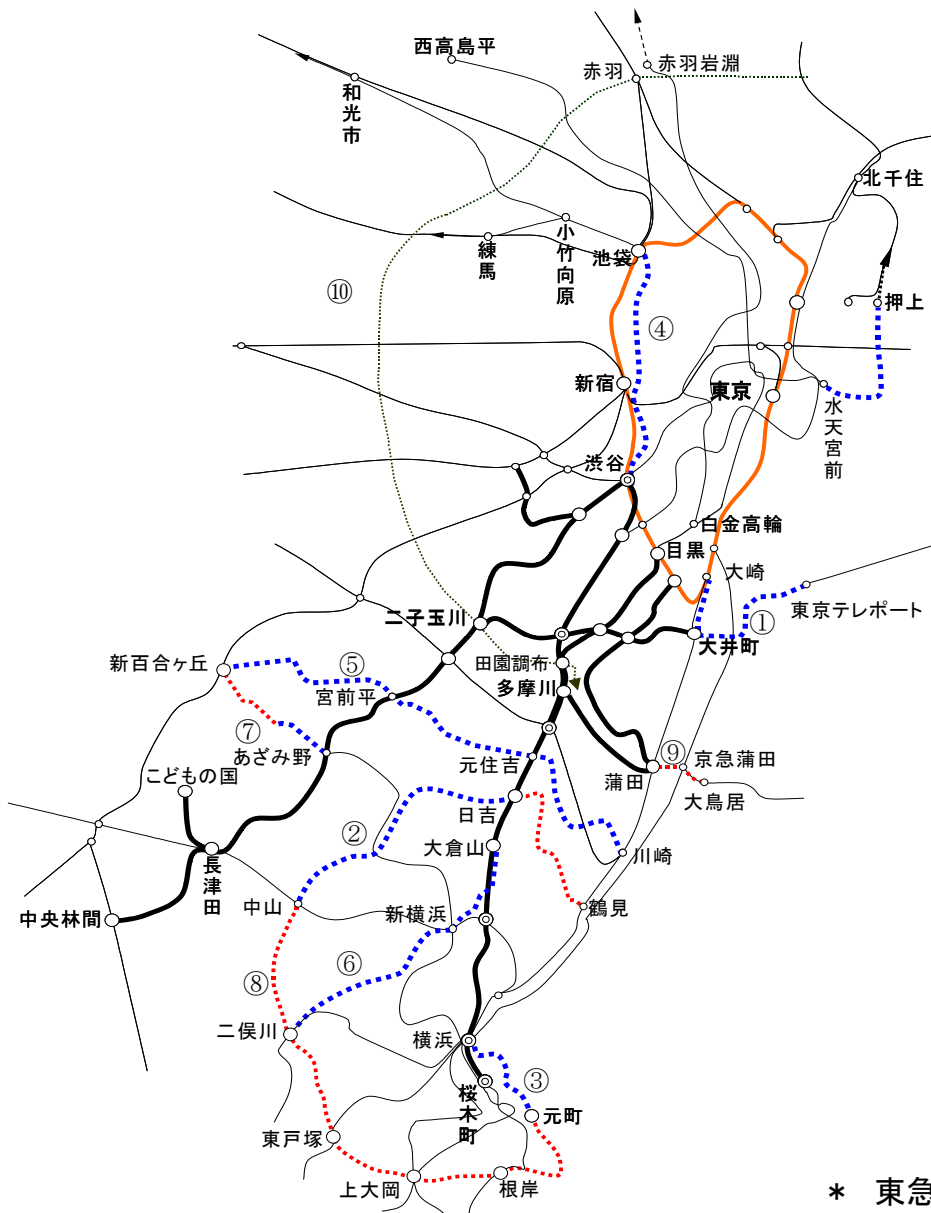 西高島平
赤羽
赤羽岩淵
和光市
北千住
小竹向原
練馬
池袋
⑩
④
押上
新宿
東京
水天宮前
渋谷
白金高輪
目黒
大崎
東京テレポート
①
二子玉川
大井町
新百合ヶ丘
⑤
田園調布
宮前平
多摩川
⑦
あざみ野
元住吉
⑨
京急蒲田
こどもの国
蒲田
大鳥居
日吉
②
大倉山
川崎
長津田
中山
新横浜
鶴見
中央林間
⑥
⑧
二俣川
横浜
③
桜木町
元町
東戸塚
上大岡
根岸
* 東急